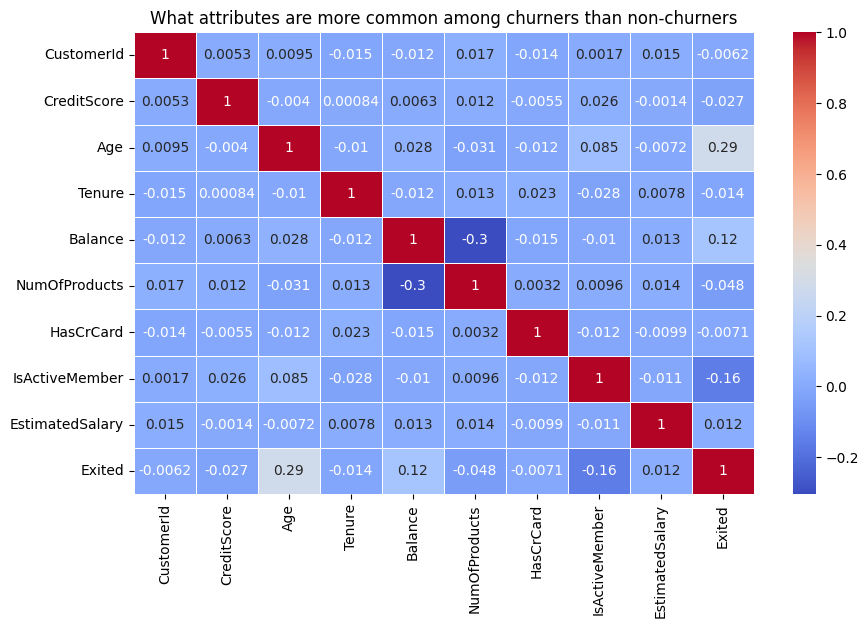 What attributes are more common among churners than non-churners
CustomerId 1 0.0053 0.0095 -0.015 -0.012 0.017 -0.014 0.0017 0.015 -0.0062
CreditScore 0.0053 1 -0.004 0.00084 0.0063 0.012 -0.0055 0.026 -0.0014 -0.027
Age 0.0095 -0.004 1 -0.01 0.028 -0.031 -0.012 0.085 -0.0072 0.29
Tenure -0.015 0.00084 -0.01 1 -0.012 0.013 0.023 -0.028 0.0078 -0.014
Balance -0.012 0.0063 0.028 -0.012 1 -0.3 -0.015 -0.01 0.013 0.12
NumOfProducts 0.017 0.012 -0.031 0.013 -0.3 1 0.0032 0.0096 0.014 -0.048
HasCrCard -0.014 -0.0055 -0.012 0.023 -0.015 0.0032 1 -0.012 -0.0099 -0.0071
IsActiveMember 0.0017 0.026 0.085 -0.028 -0.01 0.0096 -0.012 1 -0.011 -0.16
EstimatedSalary 0.015 -0.0014 -0.0072 0.0078 0.013 0.014 -0.0099 -0.011 1 0.012
Exited -0.0062 -0.027 0.29 -0.014 0.12 -0.048 -0.0071 -0.16 0.012 1
CustomerId
CreditScore
Age
Tenure
Balance
NumOfProducts
HasCrCard
IsActiveMember
EstimatedSalary
Exited
1.0
0.8
0.6
0.4
0.2
0.0
−0.2